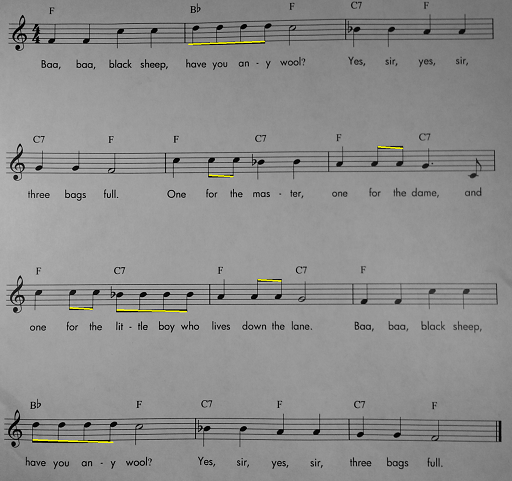 F Bb F C7 F
Baa, baa, black sheep, have you an - y wool? Yes, sir, yes, sir,
C7 F F C7 F C7
three bags full. One for the mas - ter, one for the dame, and
F C7 F C7 F
one for the lit - tle boy who lives down the lane. Baa, baa, black sheep,
Bb F C7 F C7 F
have you an - y wool? Yes, sir, yes, sir, three bags full.